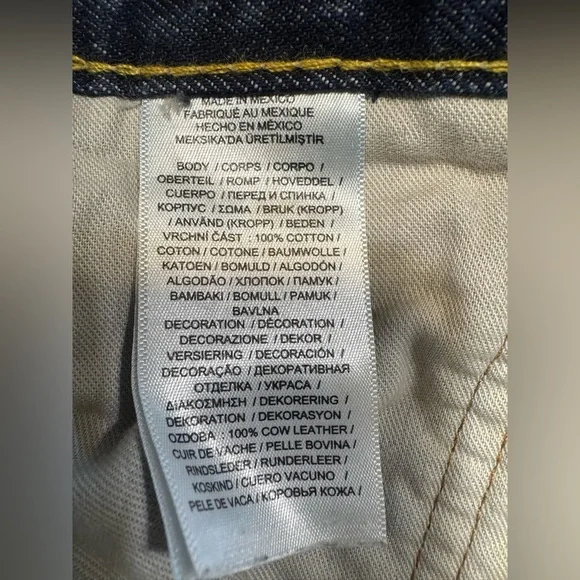 MADE IN MEXICO
FABRIQUÉ AU MEXIQUE
HECHO EN MÉXICO
MEKSIKA'DA ÜRETİLMİŞTİR
BODY / CORPS / CORPO /
OBERTEIL / ROMP / HOVEDDEL /
CUERPO / ПЕРЕД И СПИНКА /
КОРПУС / ΣΩΜΑ / BRUK (KROPP)
/ ANVÄND (KROPP) / BEDEN /
VRCHNÍ ČÁST : 100% COTTON /
COTON / COTONE / BAUMWOLLE /
KATOEN / BOMULD / ALGODÓN /
ALGODÃO / ХЛОПОК / ПАМУК /
BAMBAKI / BOMULL / PAMUK /
BAVLNA
DECORATION / DÉCORATION /
DECORAZIONE / DEKOR /
VERSIERING / DECORACIÓN /
DECORAÇÃO / ДЕКОРАТИВНАЯ
ОТДЕЛКА / УКРАСА /
ΔΙΑΚΟΣΜΗΣΗ / DEKORERING /
DEKORATION / DEKORASYON /
OZDOBA : 100% COW LEATHER /
CUIR DE VACHE / PELLE BOVINA /
RINDSLEDER / RUNDERLEER /
KOSKIND / CUERO VACUNO /
PELE DE VACA / КОРОВЬЯ КОЖА /